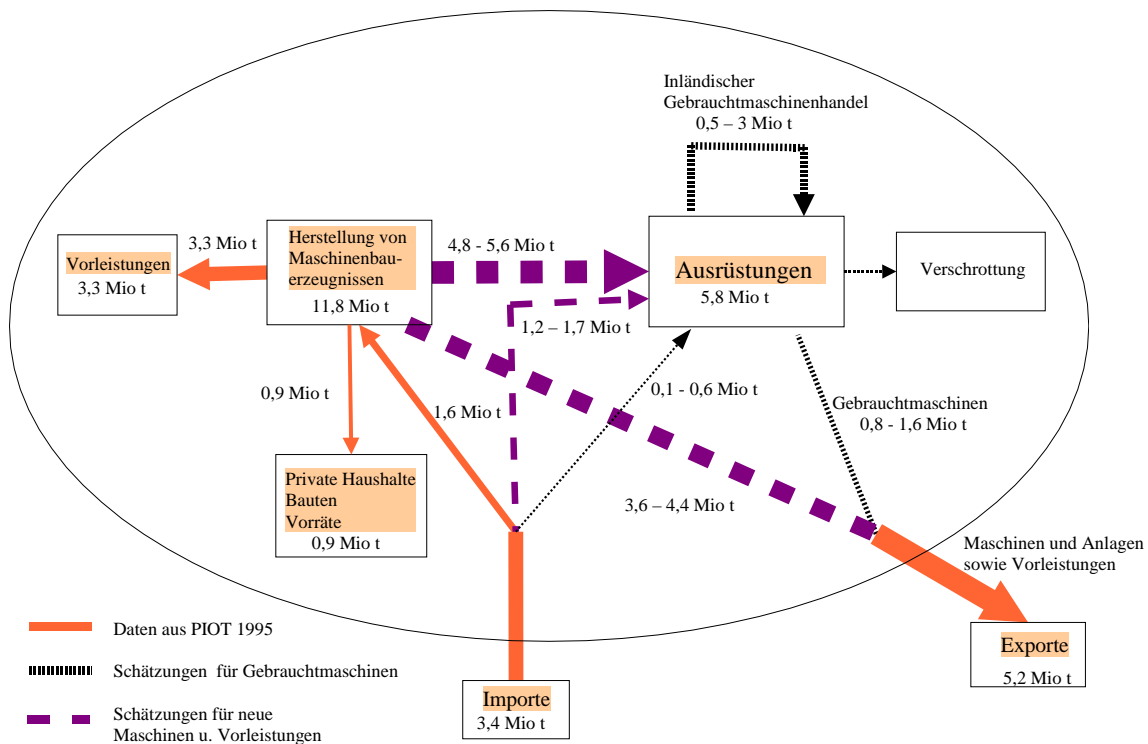 Inländischer
Gebrauchtmaschinenhandel
0,5 – 3 Mio t
3,3 Mio t
Vorleistungen
3,3 Mio t
Herstellung von
Maschinenbau-
erzeugnissen
11,8 Mio t
4,8 - 5,6 Mio t
1,2 – 1,7 Mio t
Ausrüstungen
5,8 Mio t
Verschrottung
0,9 Mio t
1,6 Mio t
0,1 - 0,6 Mio t
Gebrauchtmaschinen
0,8 - 1,6 Mio t
Private Haushalte
Bauten
Vorräte
0,9 Mio t
3,6 – 4,4 Mio t
Maschinen und Anlagen
sowie Vorleistungen
Exporte
5,2 Mio t
Importe
3,4 Mio t
Daten aus PIOT 1995
Schätzungen für Gebrauchtmaschinen
Schätzungen für neue
Maschinen u. Vorleistungen